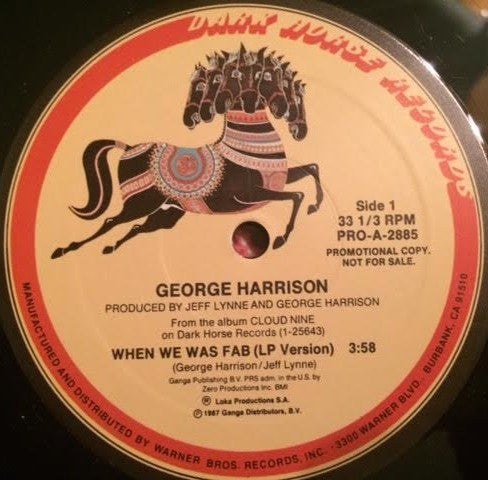 DARK HORSE RECORDS
Side 1
33 1/3 RPM
PRO-A-2885
PROMOTIONAL COPY.
NOT FOR SALE.
GEORGE HARRISON
PRODUCED BY JEFF LYNNE AND GEORGE HARRISON
From the album CLOUD NINE
on Dark Horse Records (1-25643)
WHEN WE WAS FAB (LP Version) 3:58
(George Harrison/Jeff Lynne)
Ganga Publishing B.V. PRS adm. in the U.S. by
Zero Productions Inc. BMI
℗ Loka Productions S.A.
© 1987 Ganga Distributors, B.V.
MANUFACTURED AND DISTRIBUTED BY WARNER BROS. RECORDS, INC. · 3300 WARNER BLVD., BURBANK, CA 91510